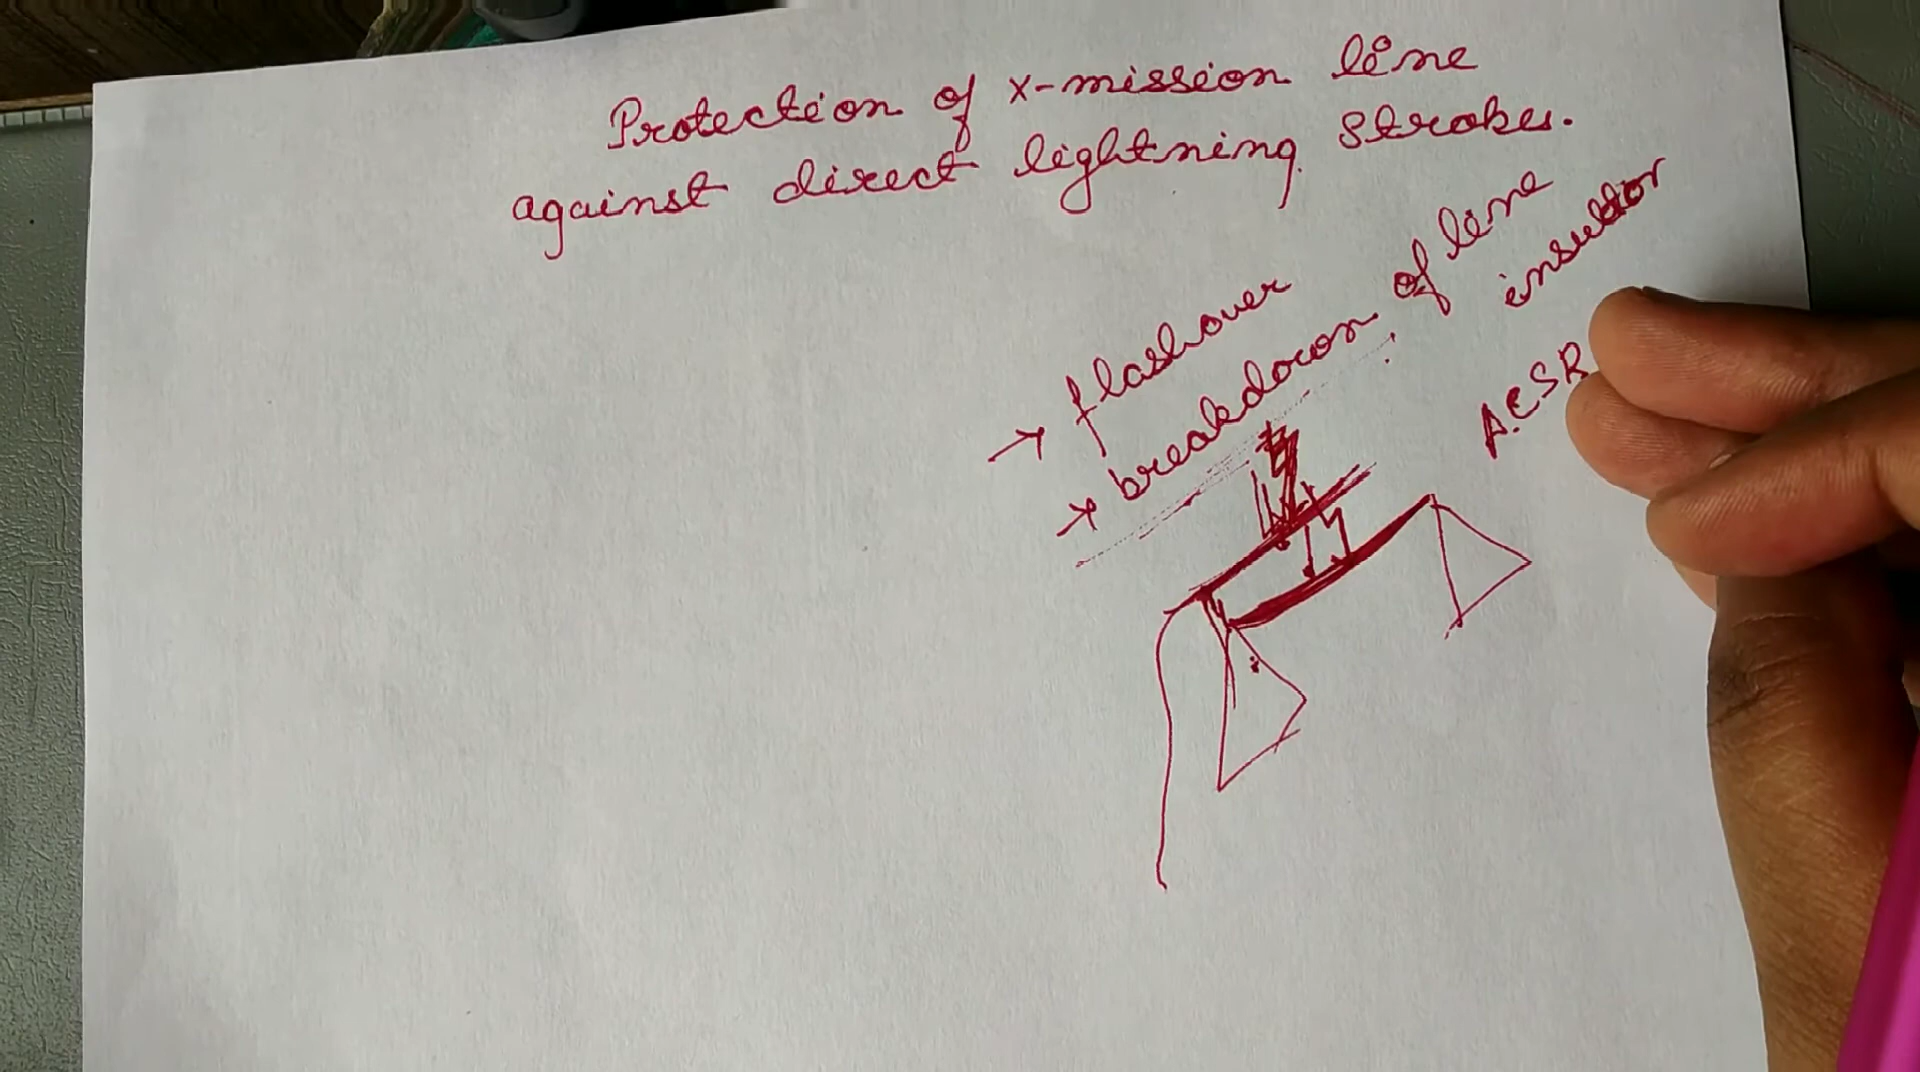 Protection of x-mission line
against direct lightning strokes.
→ flashover
→ breakdown of line
insulator
A.C.S.R